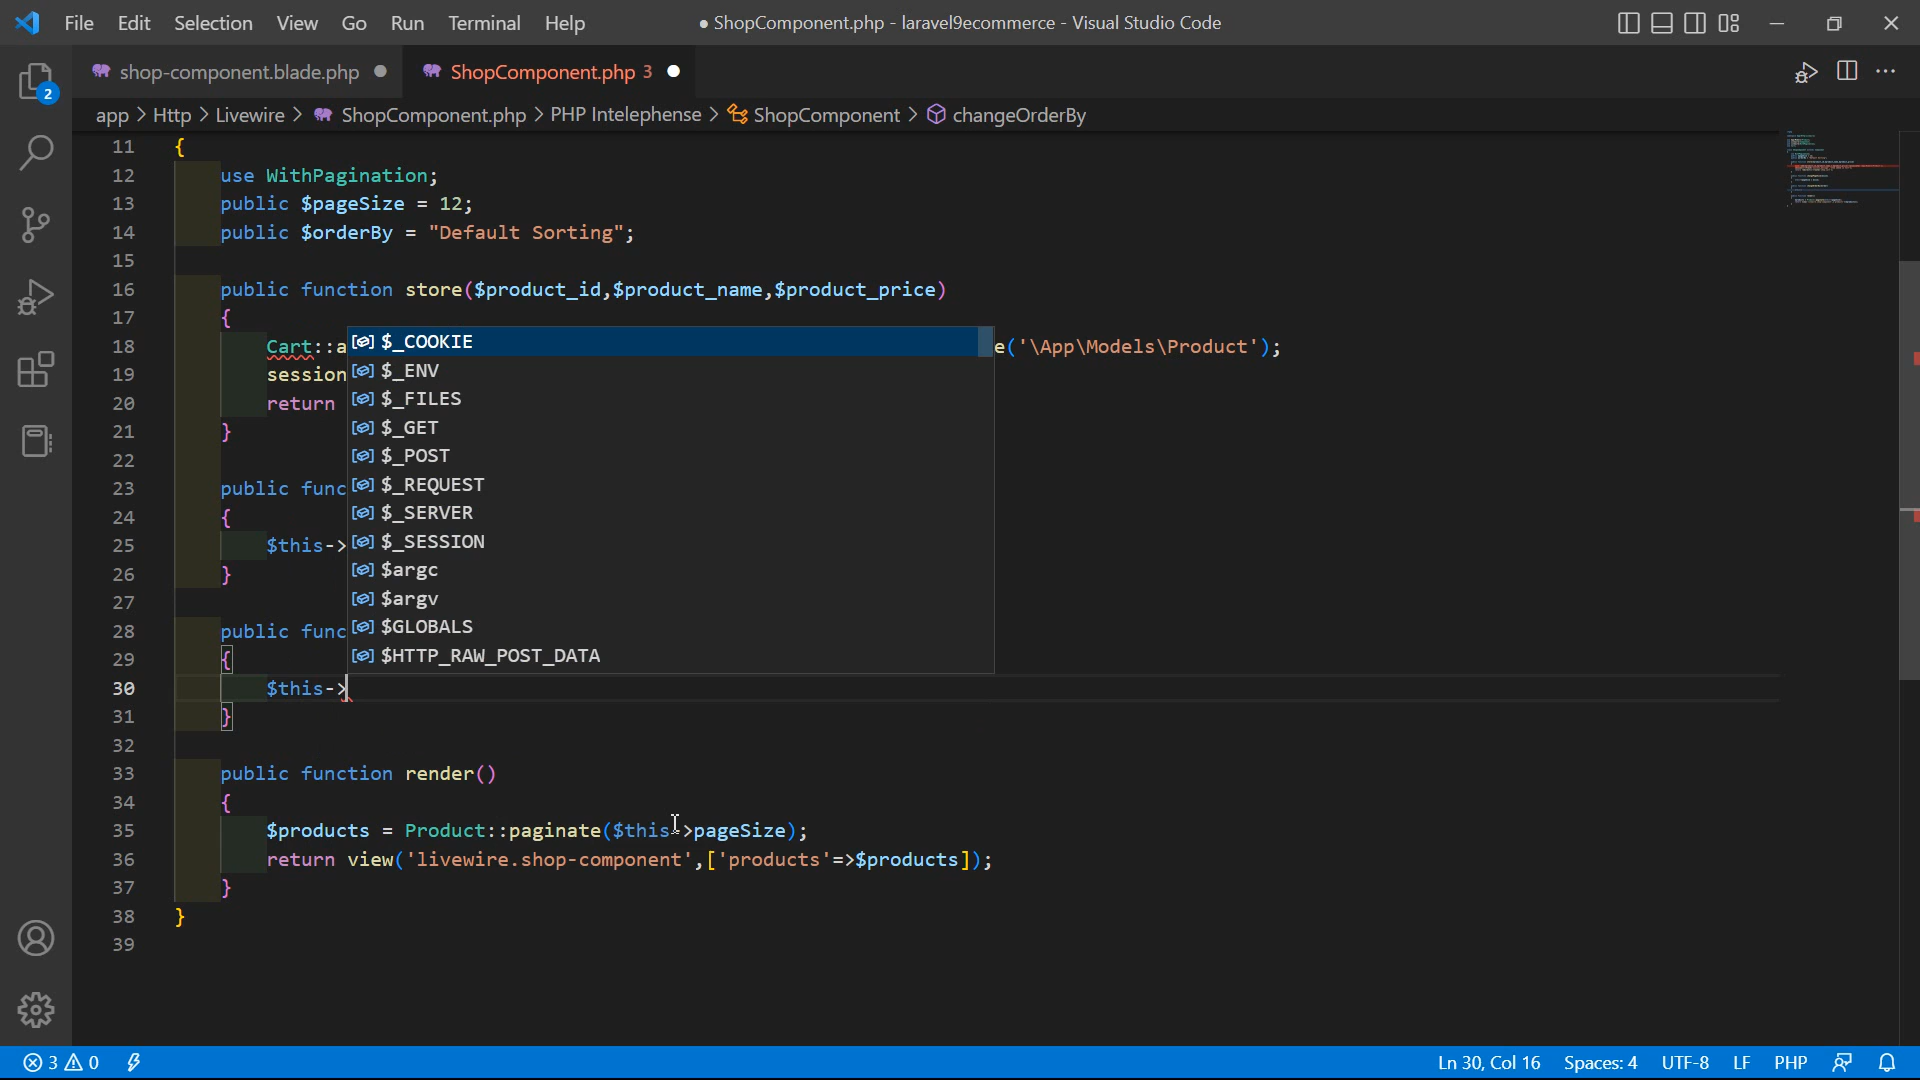 File Edit Selection View Go Run Terminal Help
● ShopComponent.php - laravel9ecommerce - Visual Studio Code
shop-component.blade.php ●
ShopComponent.php 3 ●
2
app > Http > Livewire > ShopComponent.php > PHP Intelephense > ShopComponent > changeOrderBy
11 {
12 use WithPagination;
13 public $pageSize = 12;
14 public $orderBy = "Default Sorting";
15
16 public function store($product_id,$product_name,$product_price)
17 {
18 Cart::a e('\App\Models\Product');
19 session
20 return
21 }
22
23 public func
24 {
25 $this->
26 }
27
28 public func
29 {
30 $this->
31 }
32
33 public function render()
34 {
35 $products = Product::paginate($this->pageSize);
36 return view('livewire.shop-component',['products'=>$products]);
37 }
38 }
39
$_COOKIE
$_ENV
$_FILES
$_GET
$_POST
$_REQUEST
$_SERVER
$_SESSION
$argc
$argv
$GLOBALS
$HTTP_RAW_POST_DATA
3 0
Ln 30, Col 16 Spaces: 4 UTF-8 LF PHP